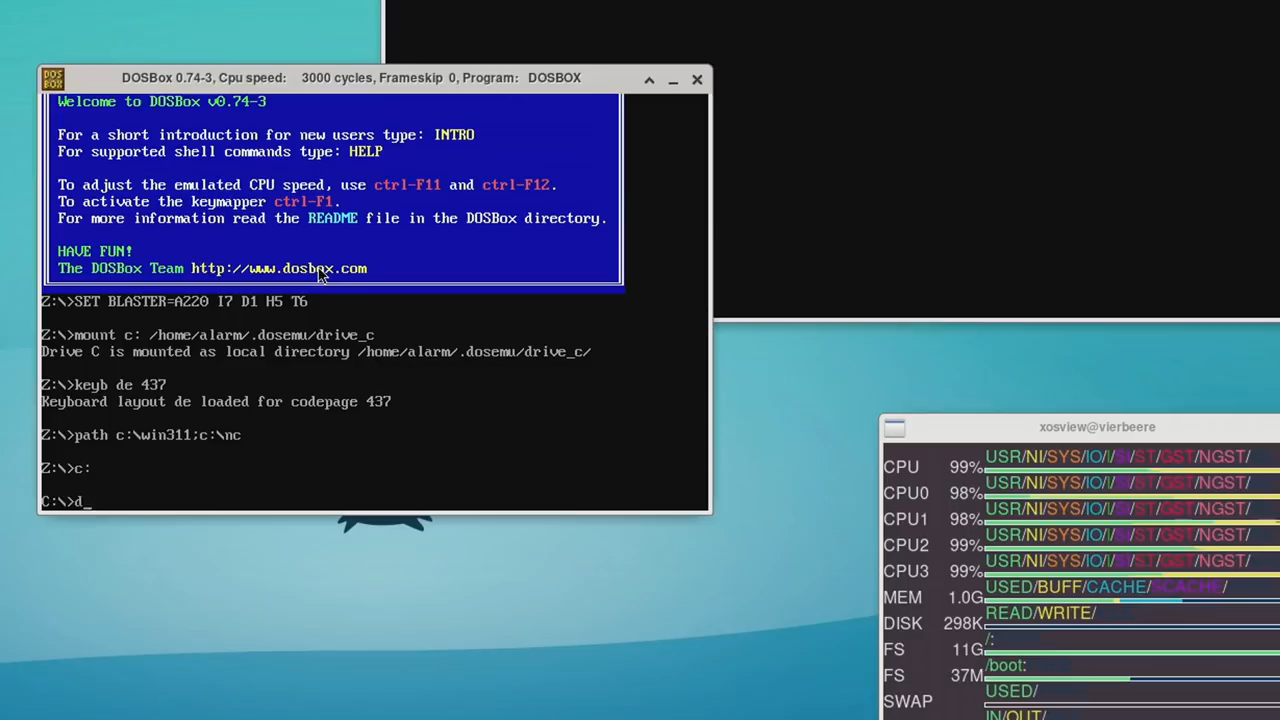 DOS
BOX
DOSBox 0.74-3, Cpu speed: 3000 cycles, Frameskip 0, Program: DOSBOX
Welcome to DOSBox v0.74-3
For a short introduction for new users type: INTRO
For supported shell commands type: HELP
To adjust the emulated CPU speed, use ctrl-F11 and ctrl-F12.
To activate the keymapper ctrl-F1.
For more information read the README file in the DOSBox directory.
HAVE FUN!
The DOSBox Team http://www.dosbox.com
Z:\>SET BLASTER=A220 I7 D1 H5 T6
Z:\>mount c: /home/alarm/.dosemu/drive_c
Drive C is mounted as local directory /home/alarm/.dosemu/drive_c/
Z:\>keyb de 437
Keyboard layout de loaded for codepage 437
Z:\>path c:\win311;c:\nc
Z:\>c:
C:\>d_
xosview@vierbeere
CPU 99% USR/NI/SYS/IO/I/SI/ST/GST/NGST/
CPU0 98% USR/NI/SYS/IO/I/SI/ST/GST/NGST/
CPU1 98% USR/NI/SYS/IO/I/SI/ST/GST/NGST/
CPU2 99% USR/NI/SYS/IO/I/SI/ST/GST/NGST/
CPU3 99% USR/NI/SYS/IO/I/SI/ST/GST/NGST/
MEM 1.0G USED/BUFF/CACHE/SCACHE/
DISK 298K READ/WRITE/
FS 11G /:
FS 37M /boot:
SWAP USED/
IN/OUT/